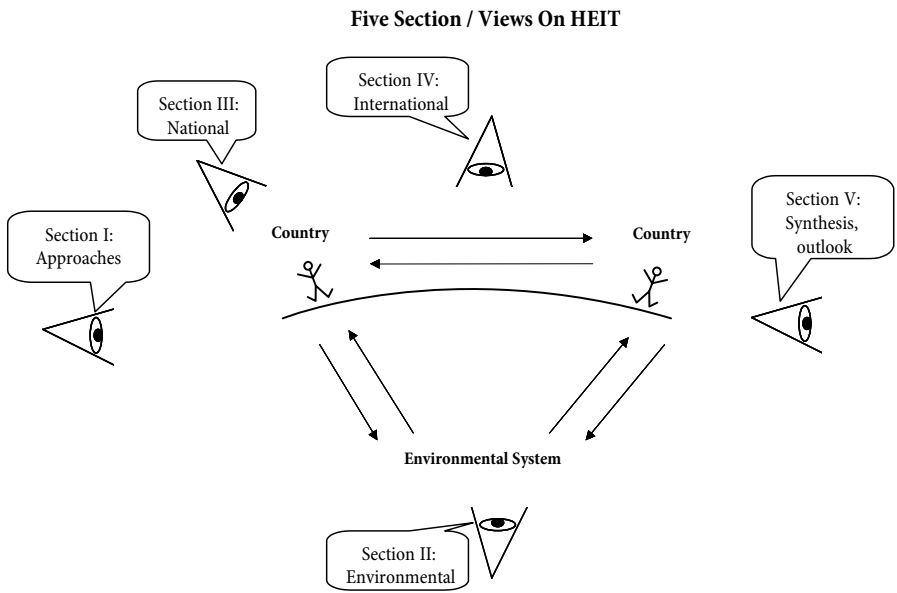 Five Section / Views On HEIT
Section IV:
International
Section III:
National
Section V:
Synthesis,
outlook
Section I:
Approaches
Country
Country
Environmental System
Section II:
Environmental